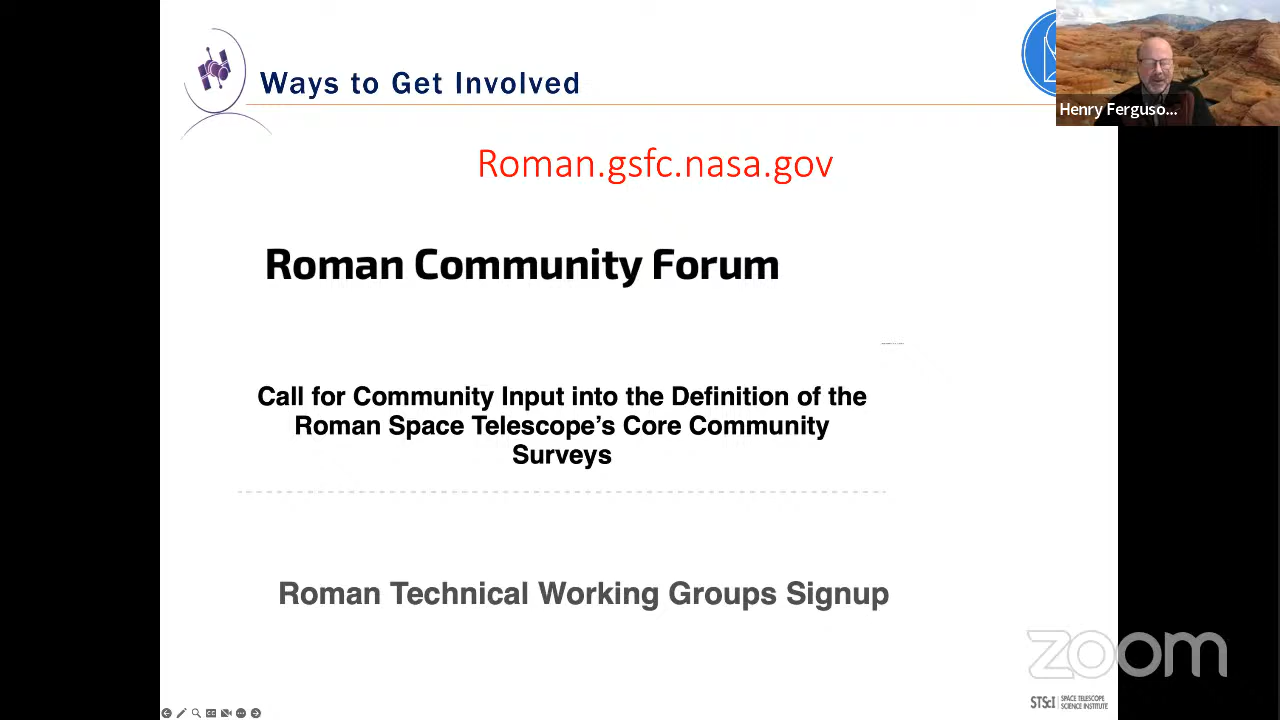 Ways to Get Involved
Henry Ferguso...
Roman.gsfc.nasa.gov
Roman Community Forum
Call for Community Input into the Definition of the
Roman Space Telescope's Core Community
Surveys
Roman Technical Working Groups Signup
zoom
STScI | SPACE TELESCOPE
SCIENCE INSTITUTE